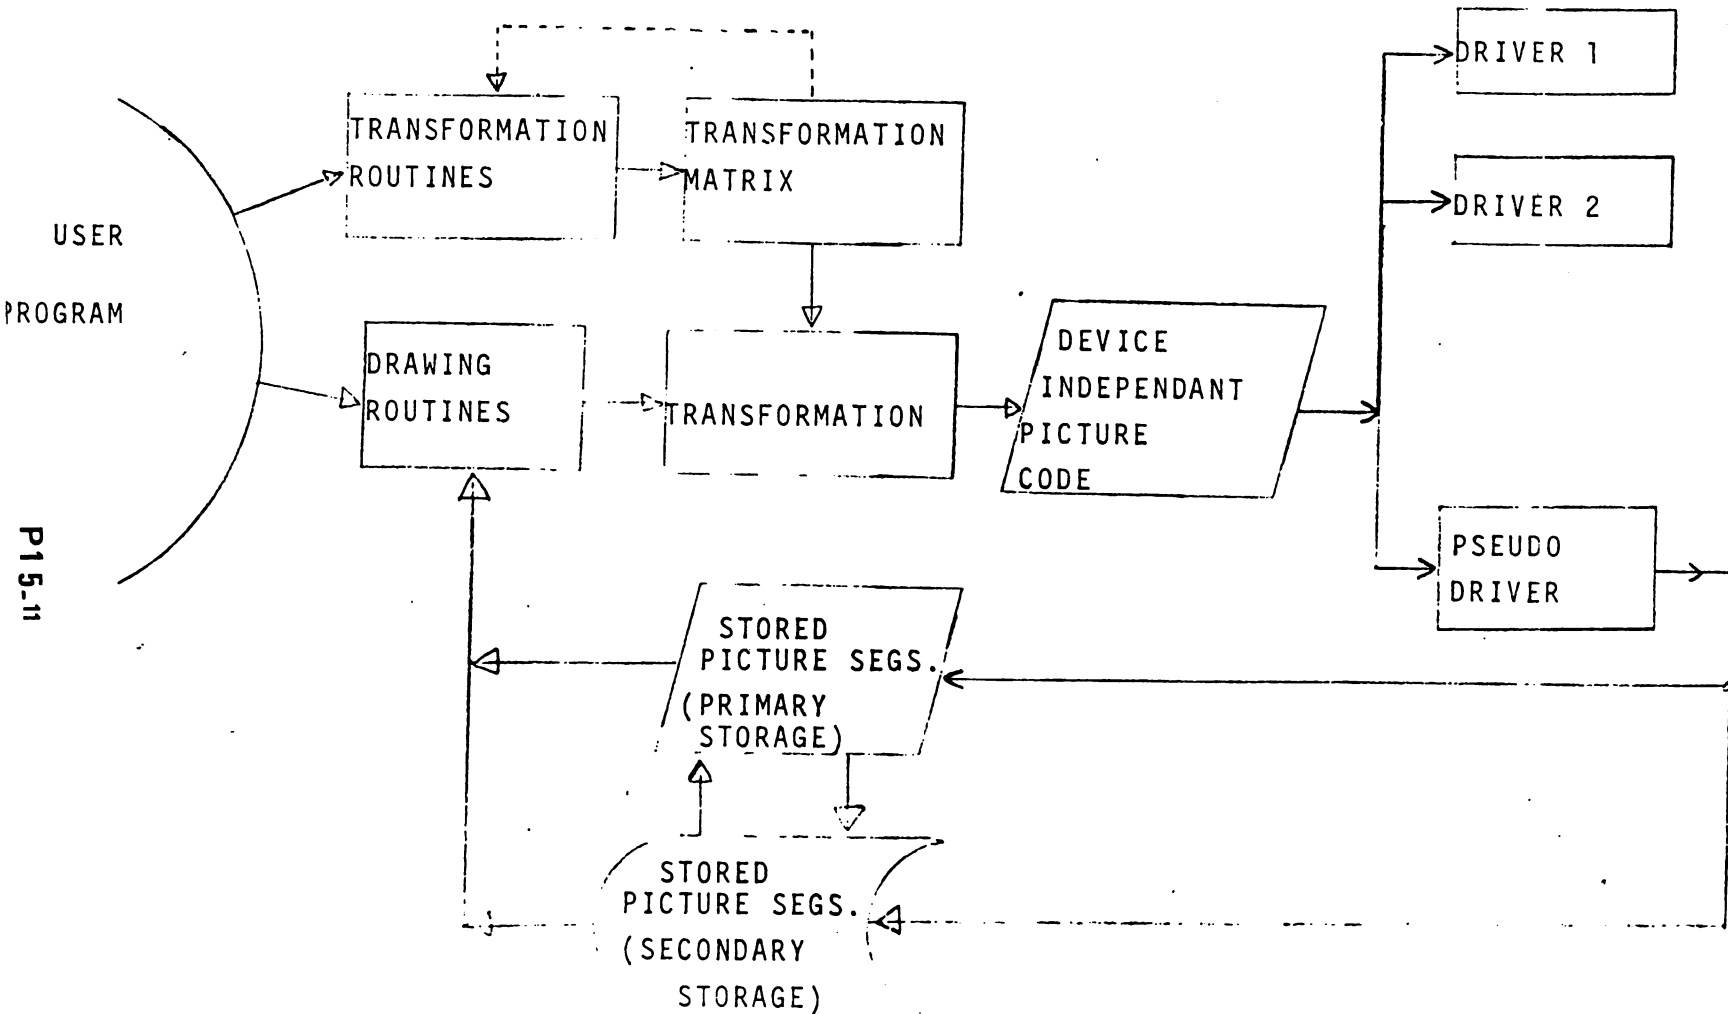 USER
PROGRAM
TRANSFORMATION
ROUTINES
TRANSFORMATION
MATRIX
DRAWING
ROUTINES
TRANSFORMATION
DEVICE
INDEPENDANT
PICTURE
CODE
DRIVER 1
DRIVER 2
PSEUDO
DRIVER
STORED
PICTURE SEGS.
(PRIMARY
STORAGE)
STORED
PICTURE SEGS.
(SECONDARY
STORAGE)
P15-11